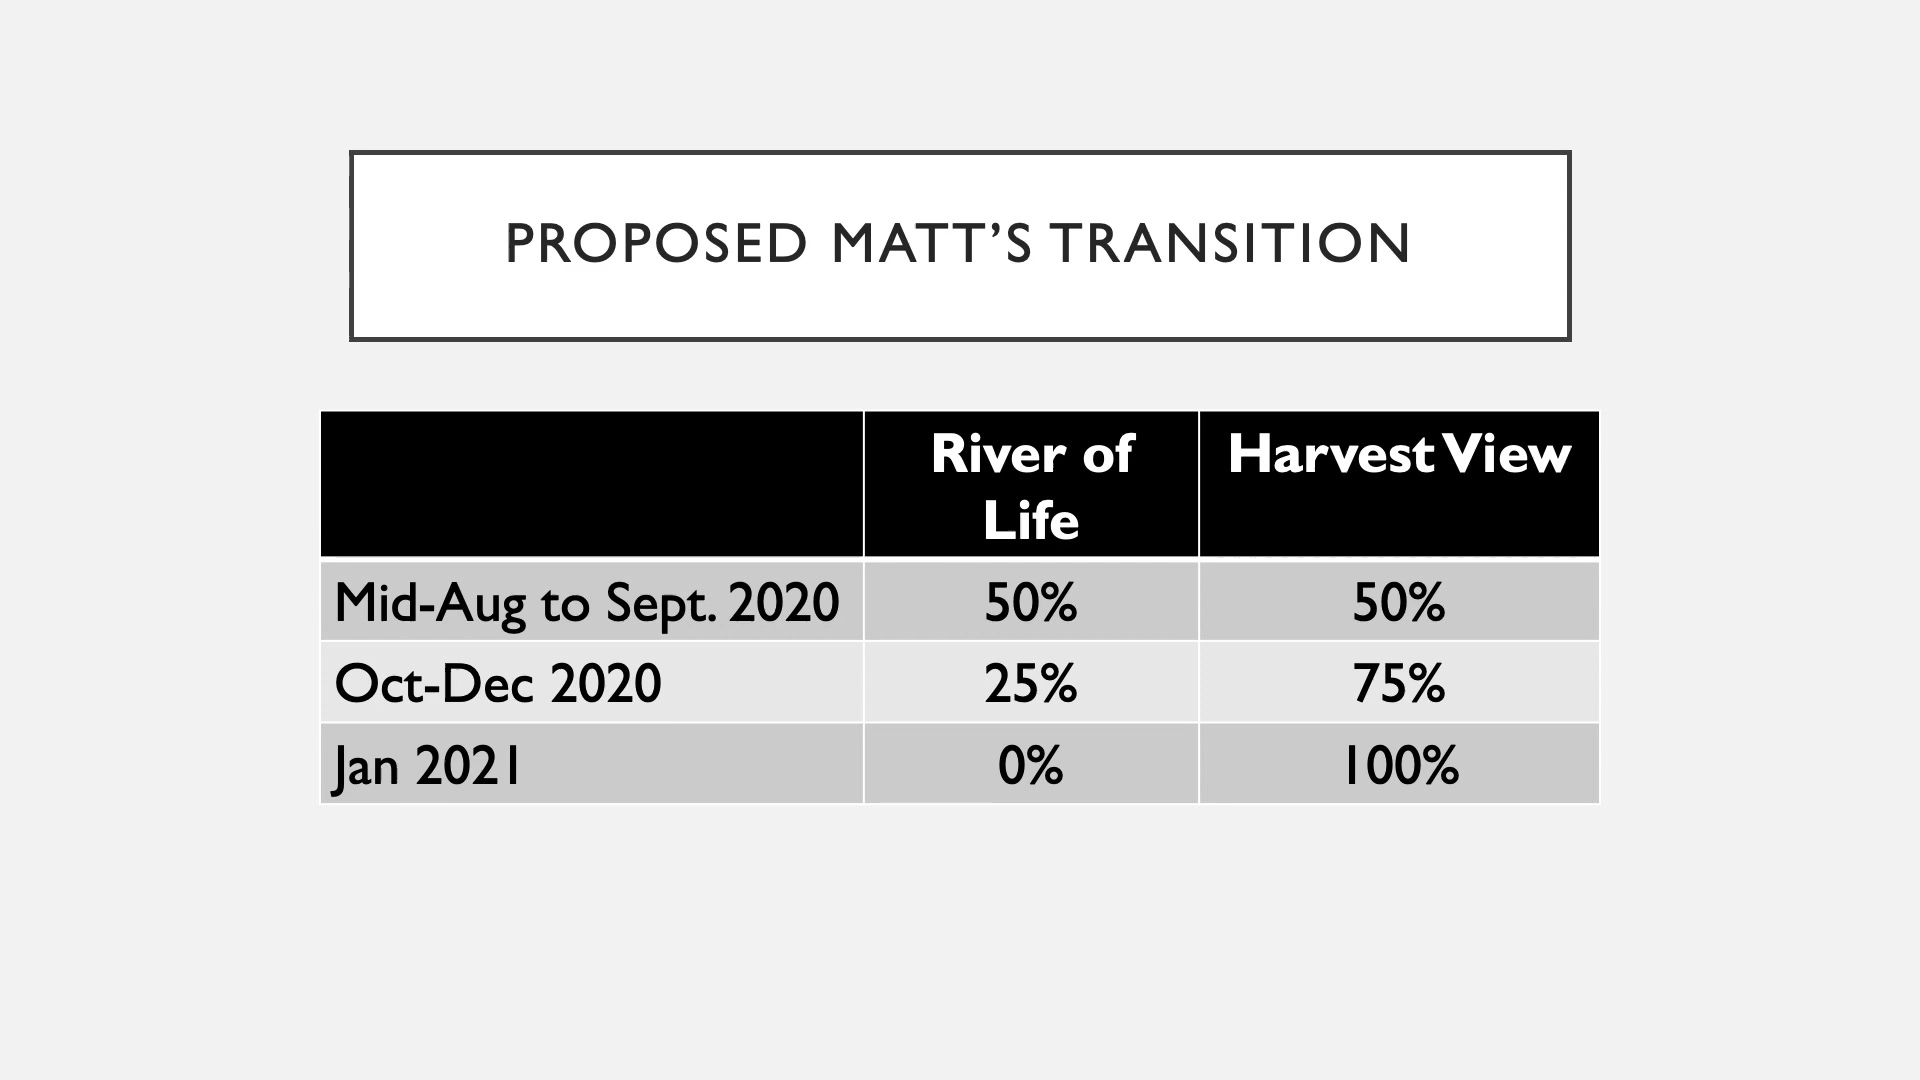 PROPOSED MATT’S TRANSITION
River of
Life
Harvest View
Mid-Aug to Sept. 2020 50% 50%
Oct-Dec 2020 25% 75%
Jan 2021 0% 100%